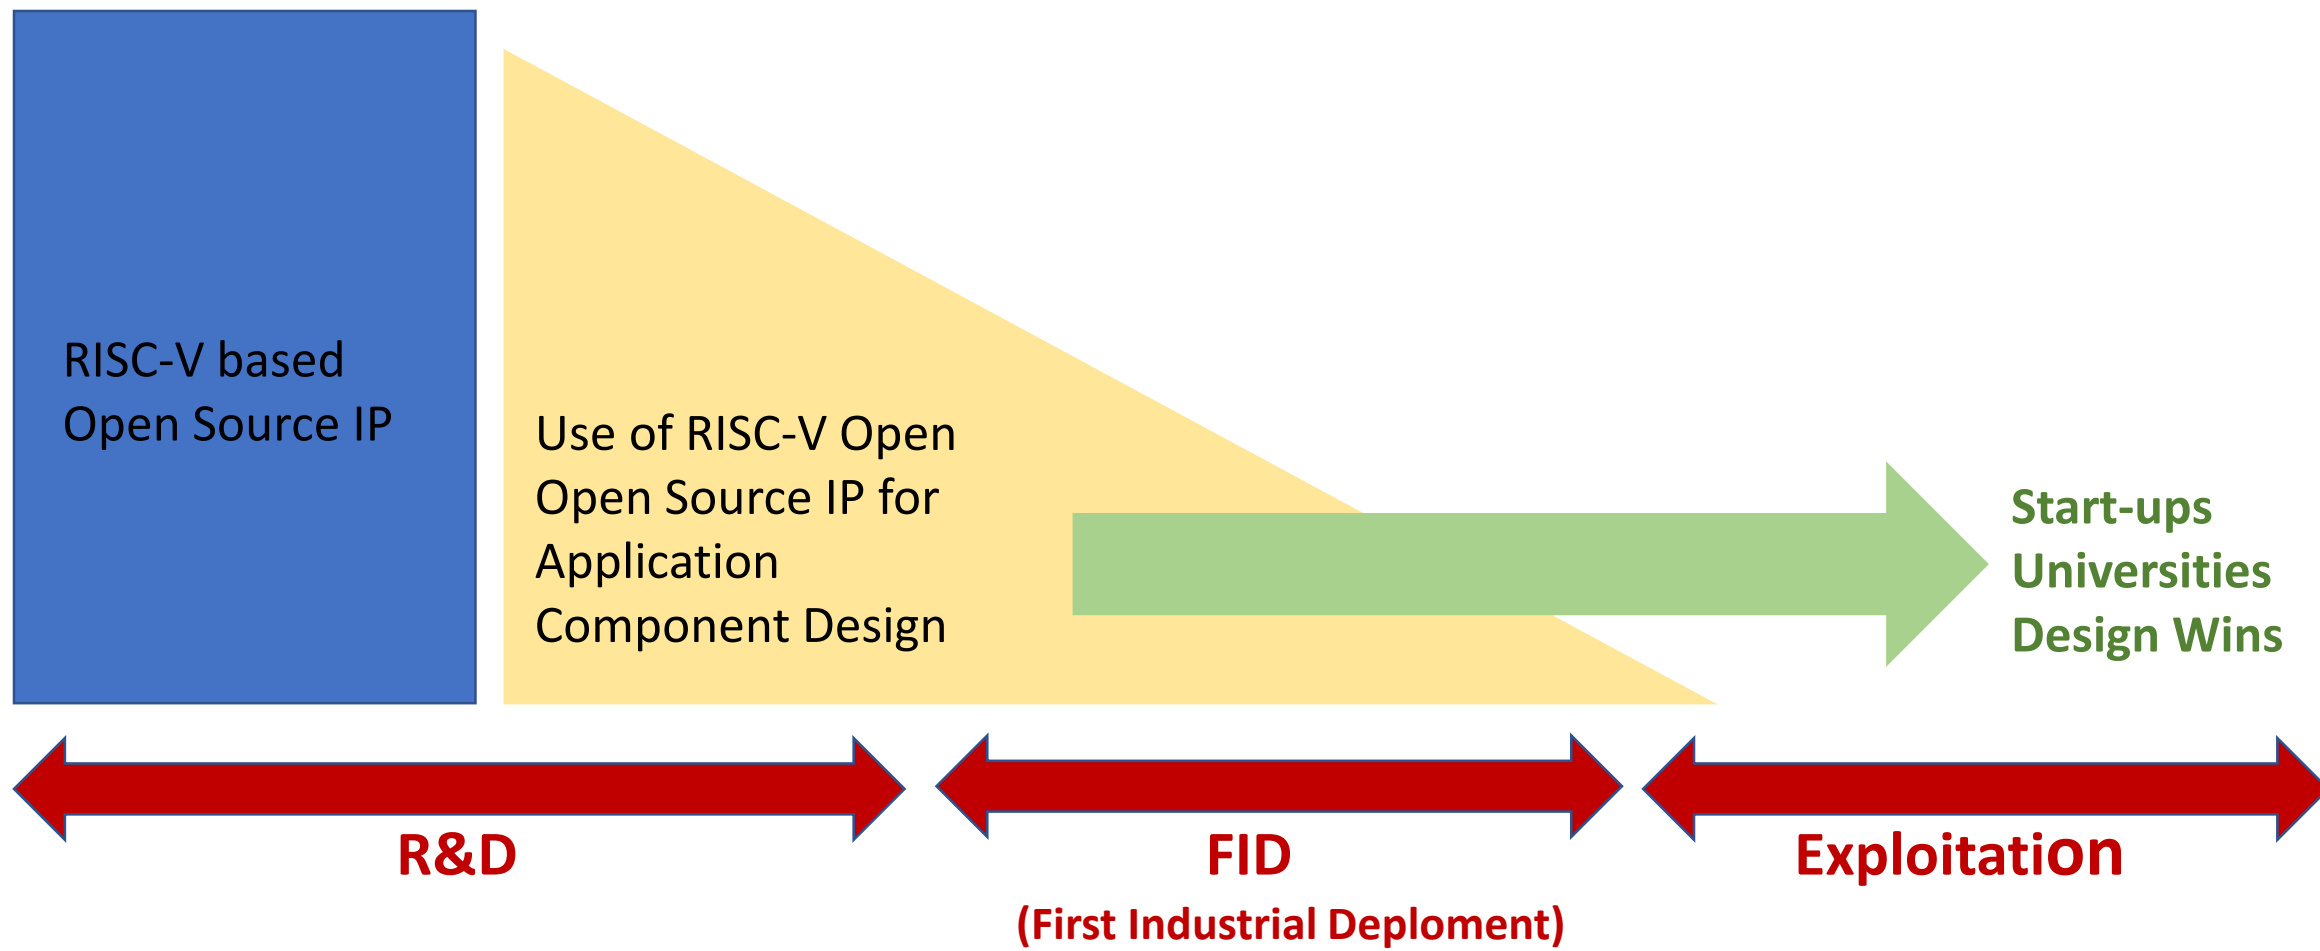 RISC-V based
Open Source IP
Use of RISC-V Open
Open Source IP for
Application
Component Design
Start-ups
Universities
Design Wins
R&D
FID
(First Industrial Deploment)
Exploitation